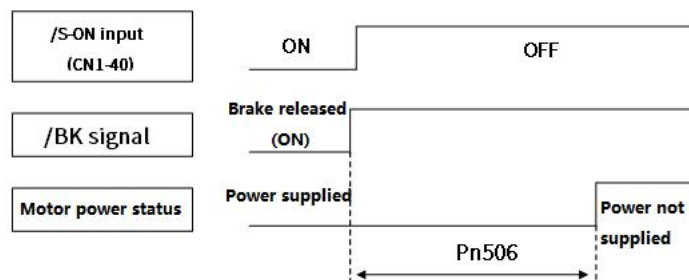 /S-ON input
(CN1-40)
ON
OFF
/BK signal
Brake released
(ON)
Motor power status
Power supplied
Power not
supplied
Pn506